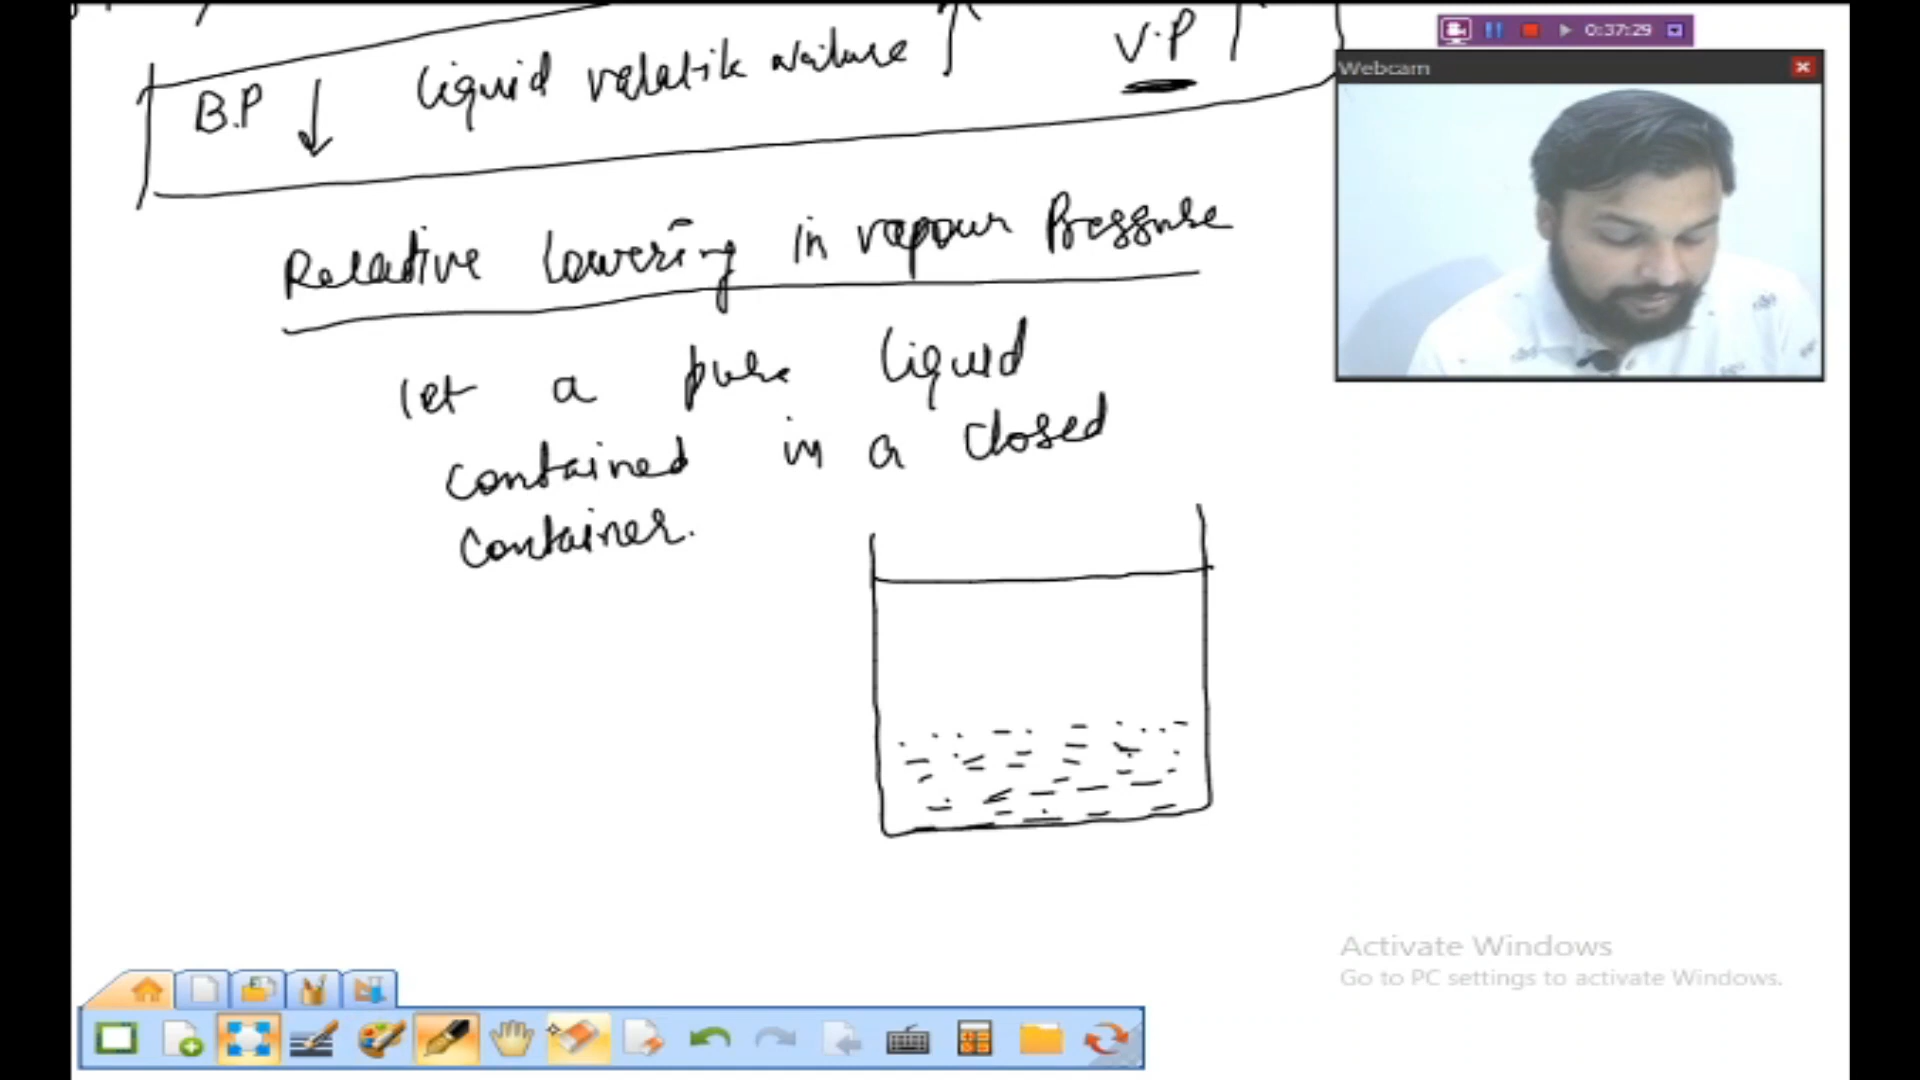 V.P
B.P ↓ liquid volatile nature ↑
Relative lowering in vapour Pressure
let a pure liquid
contained in a closed
container.
0:37:29
Webcam
Activate Windows
Go to PC settings to activate Windows.